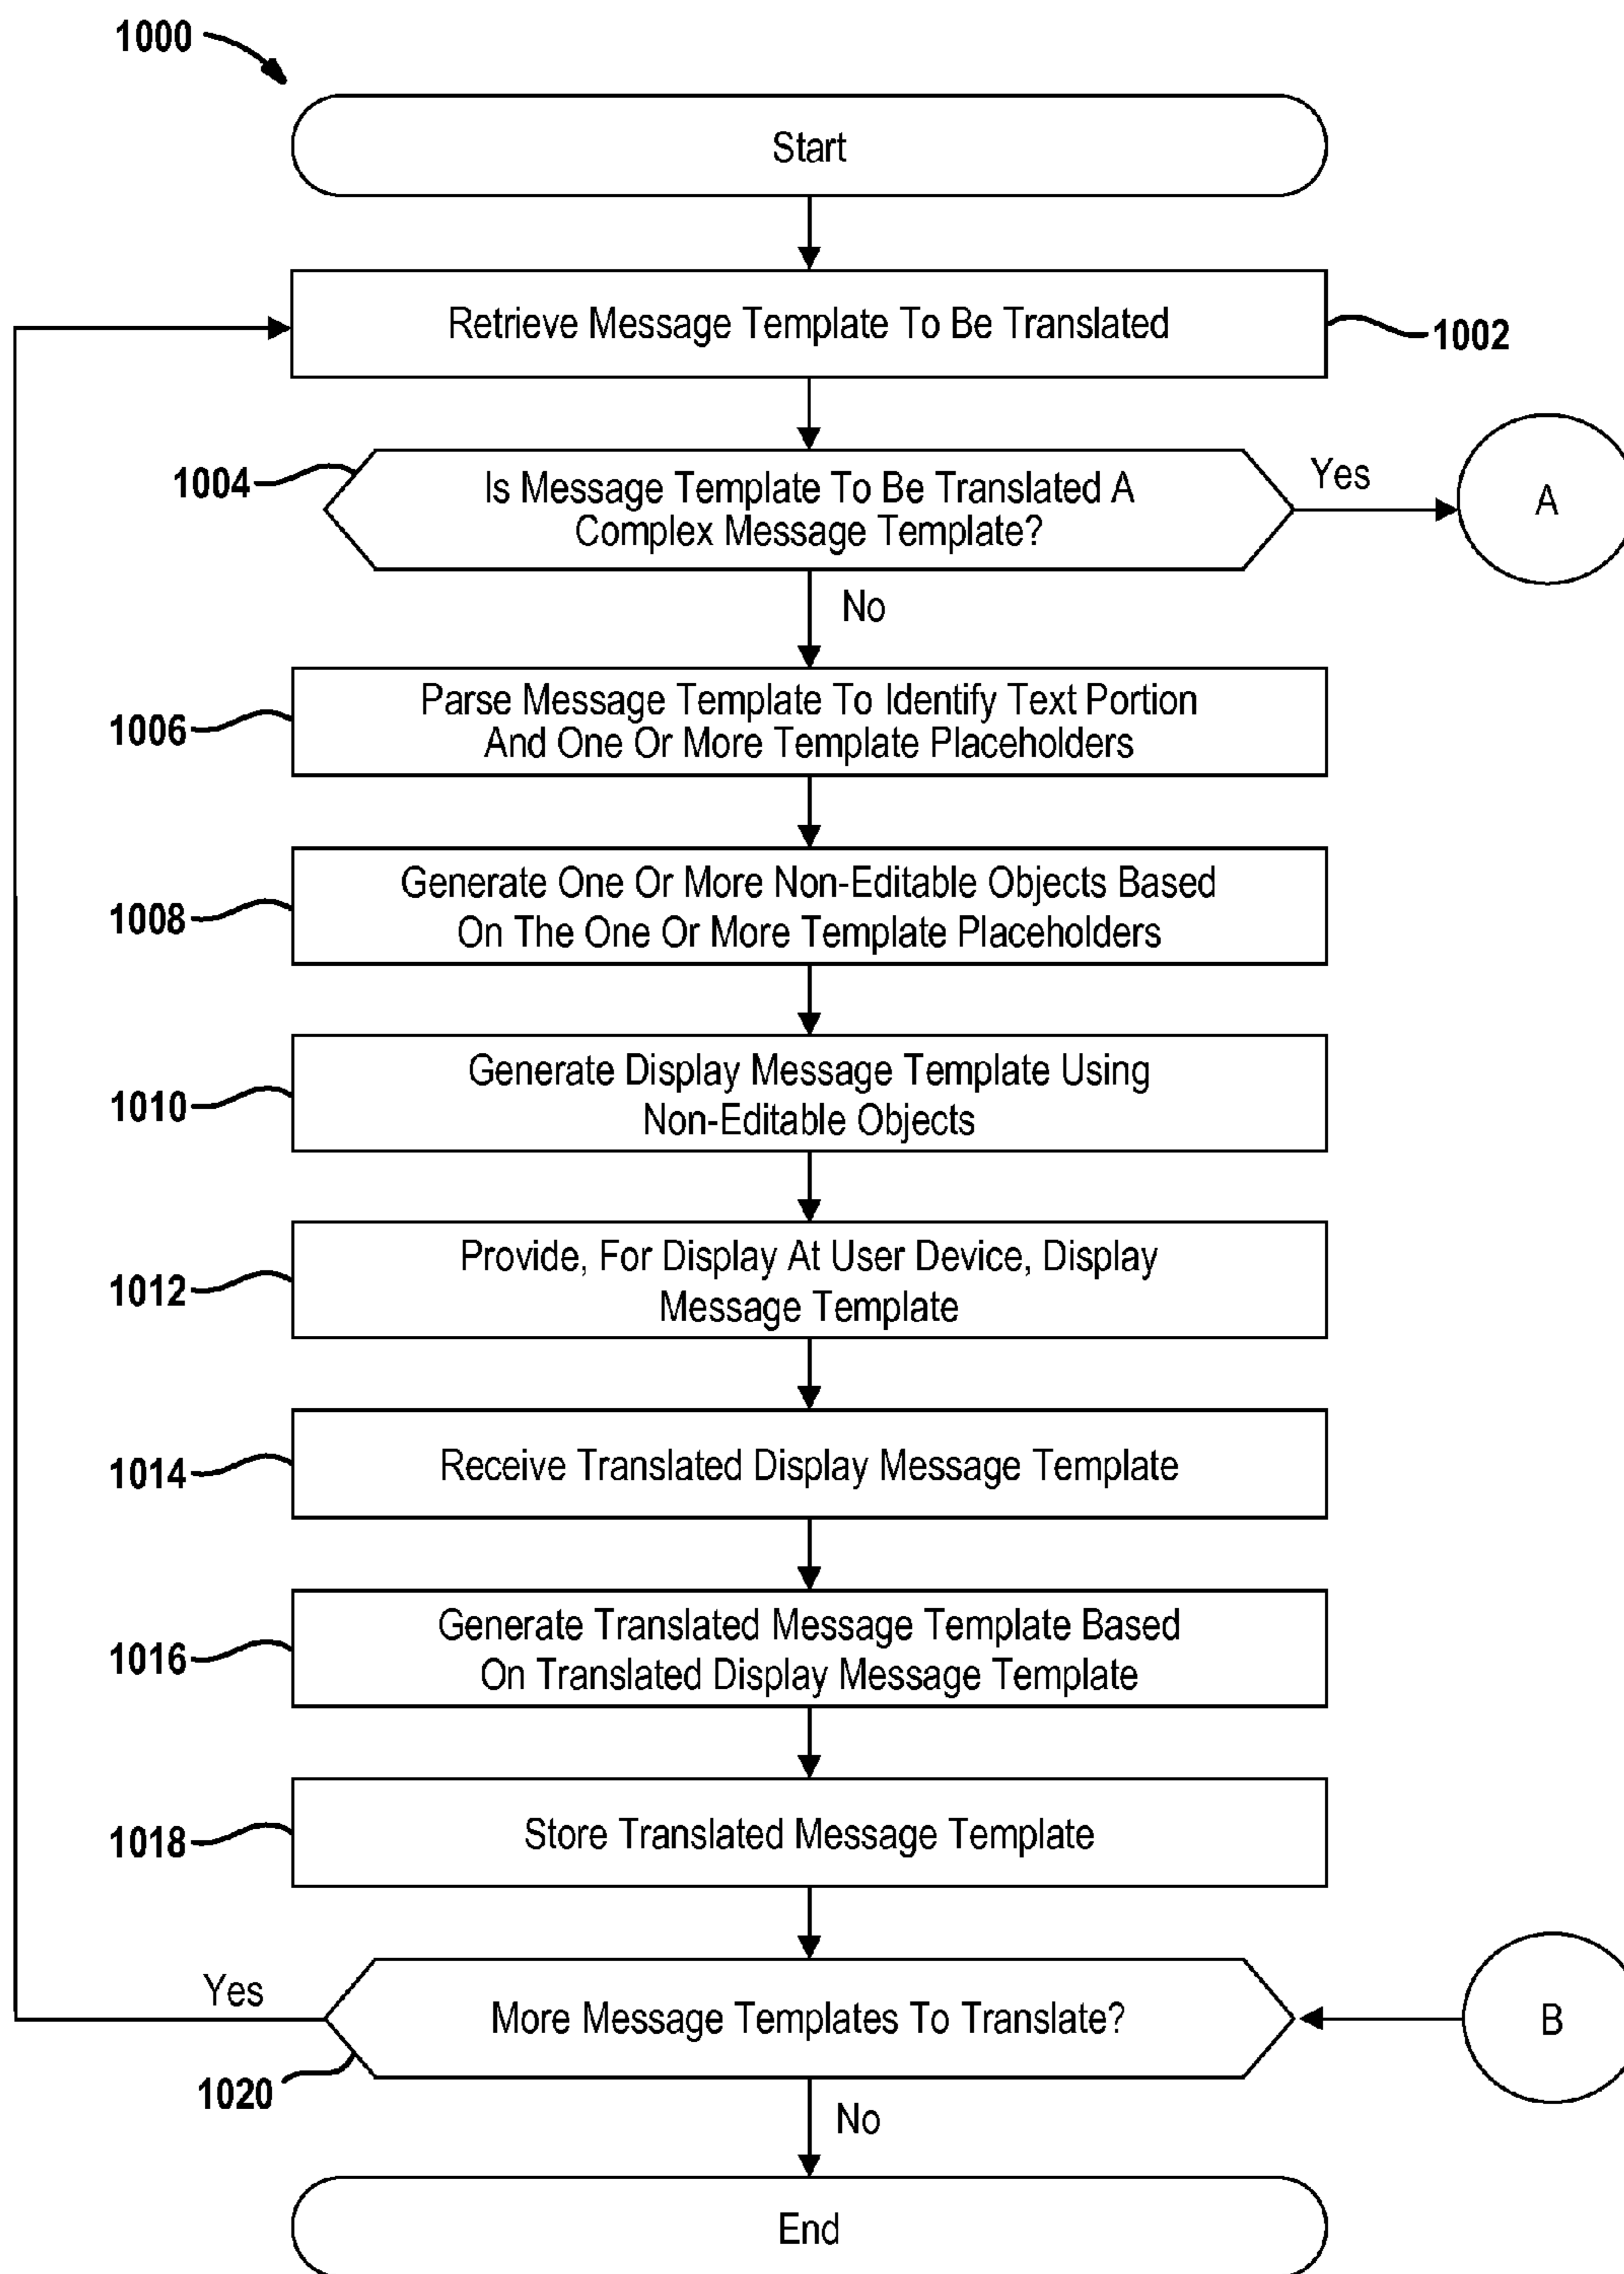 1000
Start
Retrieve Message Template To Be Translated
1002
1004
Is Message Template To Be Translated A
Complex Message Template?
Yes
A
No
1006
Parse Message Template To Identify Text Portion
And One Or More Template Placeholders
1008
Generate One Or More Non-Editable Objects Based
On The One Or More Template Placeholders
1010
Generate Display Message Template Using
Non-Editable Objects
1012
Provide, For Display At User Device, Display
Message Template
1014
Receive Translated Display Message Template
1016
Generate Translated Message Template Based
On Translated Display Message Template
1018
Store Translated Message Template
Yes
More Message Templates To Translate?
B
1020
No
End